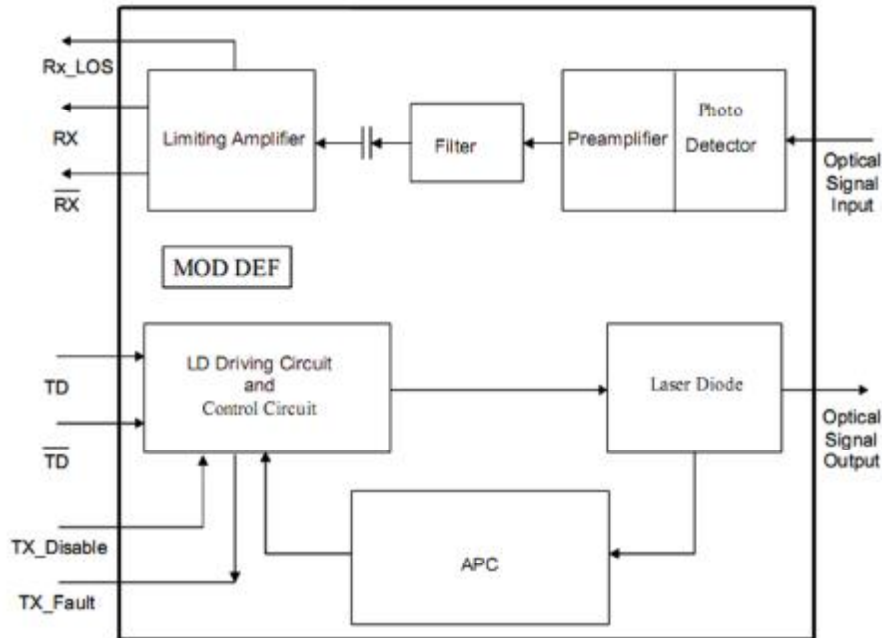 Rx_LOS
RX
RX
Limiting Amplifier
Filter
Preamplifier
Photo
Detector
Optical
Signal
Input
MOD DEF
TD
TD
LD Driving Circuit
and
Control Circuit
Laser Diode
Optical
Signal
Output
TX_Disable
TX_Fault
APC